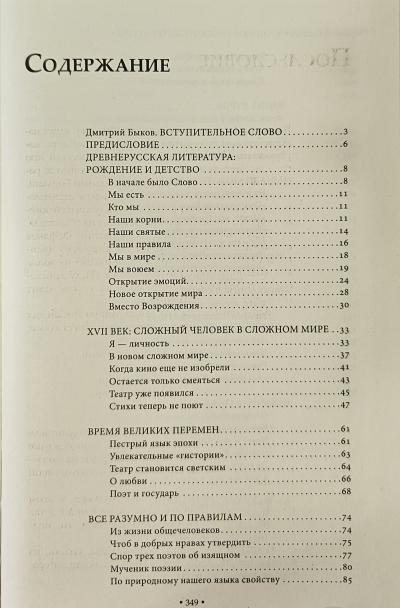 Содержание
Дмитрий Быков. ВСТУПИТЕЛЬНОЕ СЛОВО 3
ПРЕДИСЛОВИЕ 6
ДРЕВНЕРУССКАЯ ЛИТЕРАТУРА:
РОЖДЕНИЕ И ДЕТСТВО 8
В начале было Слово 8
Мы есть 11
Кто мы 11
Наши корни 11
Наши святые 14
Наши правила 16
Мы в мире 18
Мы воюем 19
Открытие эмоций 24
Новое открытие мира 28
Вместо Возрождения 30
XVII ВЕК: СЛОЖНЫЙ ЧЕЛОВЕК В СЛОЖНОМ МИРЕ 33
Я — личность 33
В новом сложном мире 37
Когда кино еще не изобрели 41
Остается только смеяться 43
Театр уже появился 45
Стихи теперь не поют 47
ВРЕМЯ ВЕЛИКИХ ПЕРЕМЕН 61
Пестрый язык эпохи 61
Увлекательные «гистории» 63
Театр становится светским 64
О любви 66
Поэт и государь 68
ВСЕ РАЗУМНО И ПО ПРАВИЛАМ 74
Из жизни общечеловеков 74
Чтоб в добрых нравах утвердить 75
Спор трех поэтов об изящном 77
Мученик поэзии 80
По природному нашего языка свойству 85
• 349 •